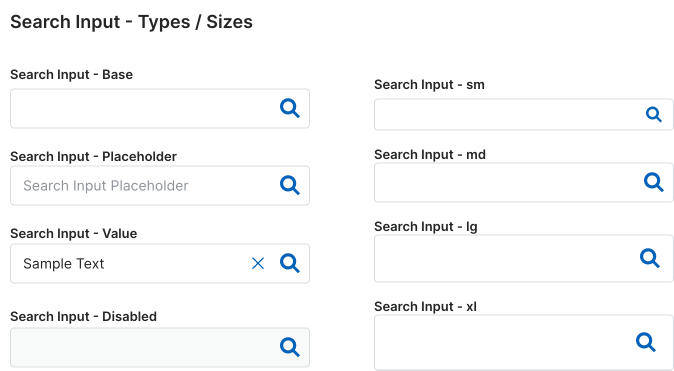 Search Input - Types / Sizes
Search Input - Base
Search Input - Placeholder
Search Input Placeholder
Search Input - Value
Sample Text
Search Input - Disabled
Search Input - sm
Search Input - md
Search Input - lg
Search Input - xl